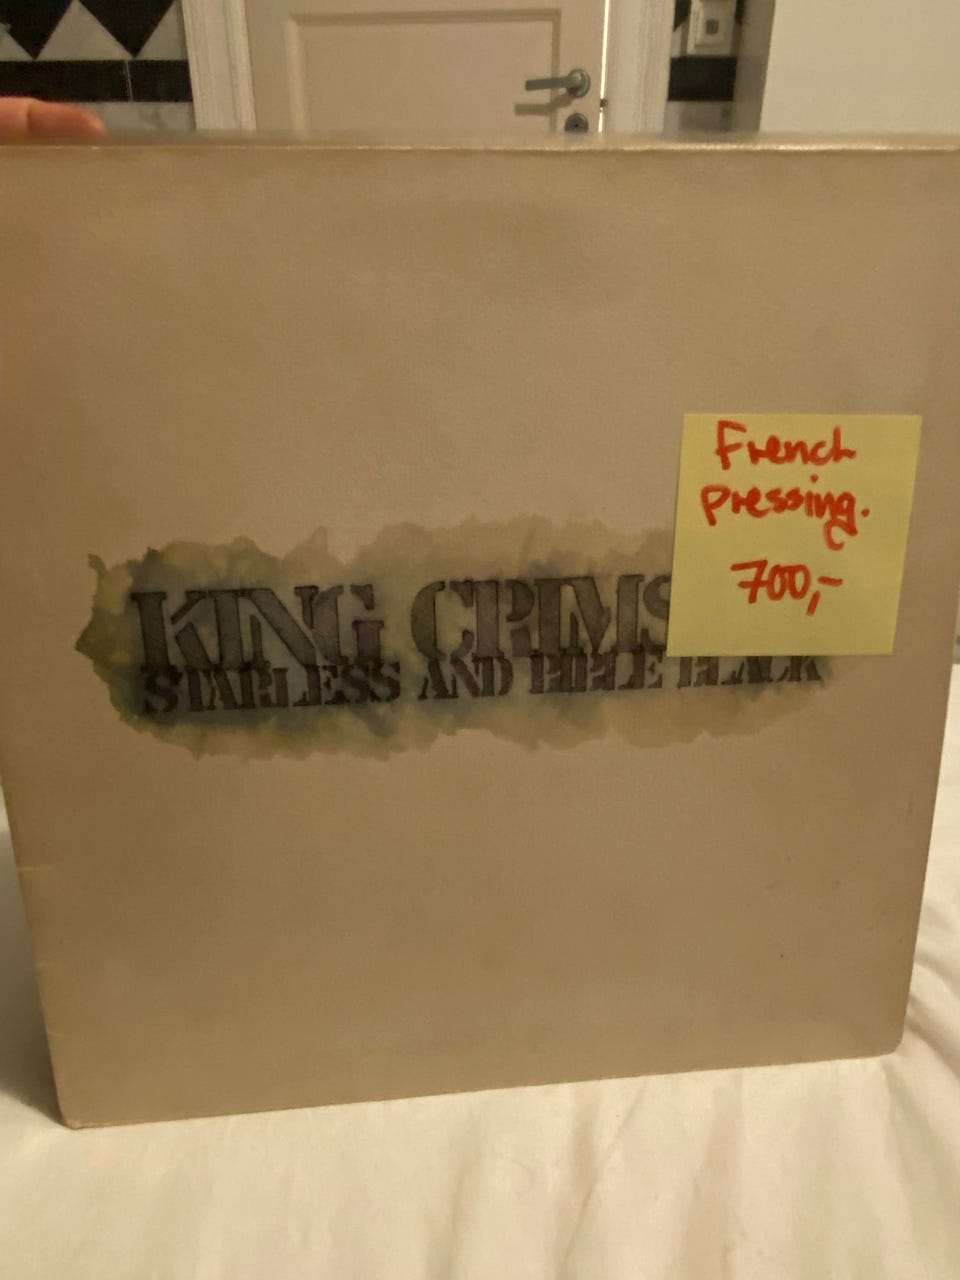 French
pressing.
700,-
KING CRIMS
STARLESS AND BIBLE BLACK